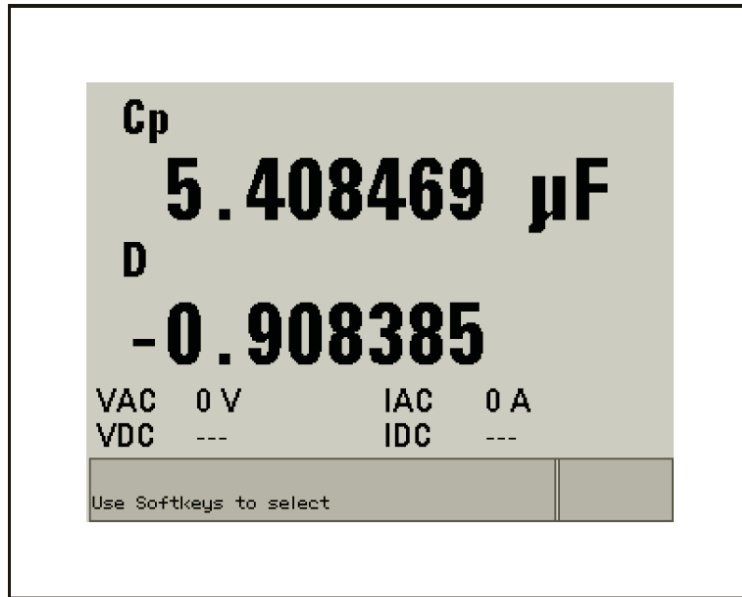 Cp
5.408469 µF
D
-0.908385
VAC 0 V IAC 0 A
VDC --- IDC ---
Use Softkeys to select